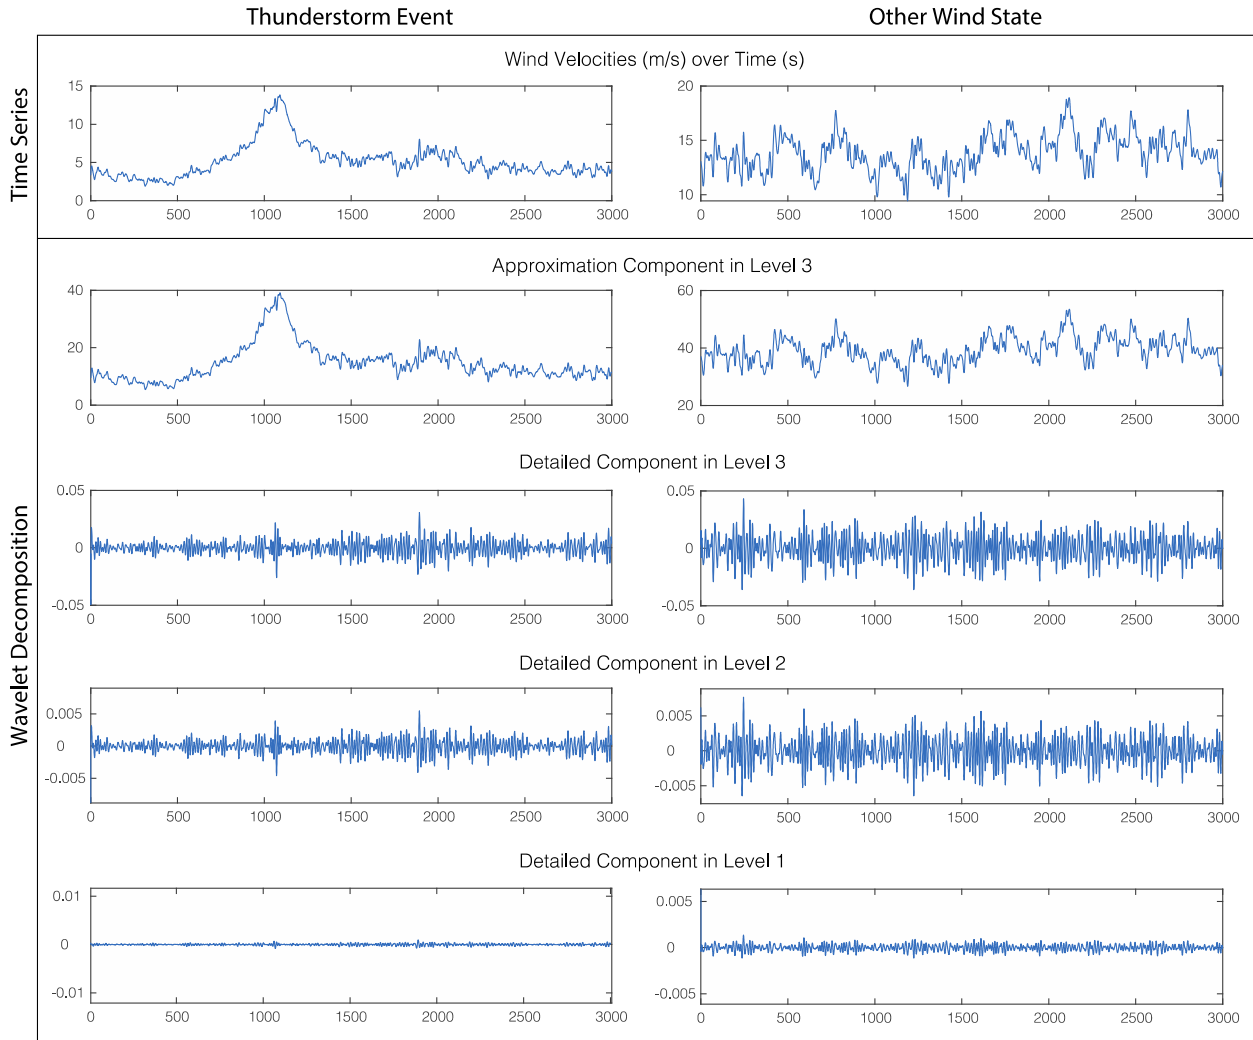 Thunderstorm Event Other Wind State
Time Series
Wind Velocities (m/s) over Time (s)
15 20
10 15
5 10
0
0 500 1000 1500 2000 2500 3000 0 500 1000 1500 2000 2500 3000
Wavelet Decomposition
Approximation Component in Level 3
40 60
20 40
0 20
0 500 1000 1500 2000 2500 3000 0 500 1000 1500 2000 2500 3000
Detailed Component in Level 3
0.05 0.05
0 0
-0.05 -0.05
0 500 1000 1500 2000 2500 3000 0 500 1000 1500 2000 2500 3000
Detailed Component in Level 2
0.005 0.005
0 0
-0.005 -0.005
0 500 1000 1500 2000 2500 3000 0 500 1000 1500 2000 2500 3000
Detailed Component in Level 1
0.01 0.005
0 0
-0.01 -0.005
0 500 1000 1500 2000 2500 3000 0 500 1000 1500 2000 2500 3000